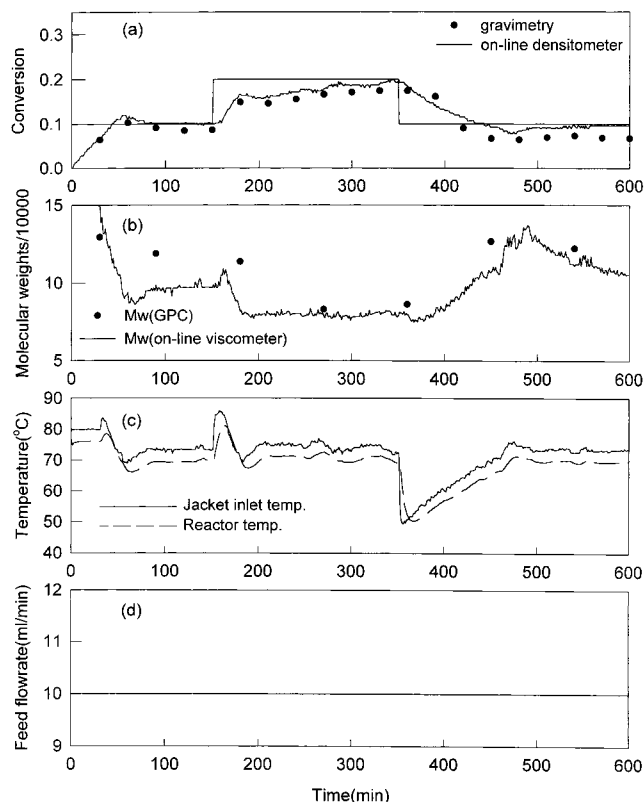 (a)
gravimetry
on-line densitometer
Conversion
0.3
0.2
0.1
0.0
0 100 200 300 400 500 600
(b)
Molecular weights/10000
15
10
5
Mw(GPC)
Mw(on-line viscometer)
0 100 200 300 400 500 600
(c)
Temperature(°C)
90
80
70
60
50
40
Jacket inlet temp.
Reactor temp.
0 100 200 300 400 500 600
(d)
Feed flowrate(ml/min)
12
11
10
9
0 100 200 300 400 500 600
Time(min)